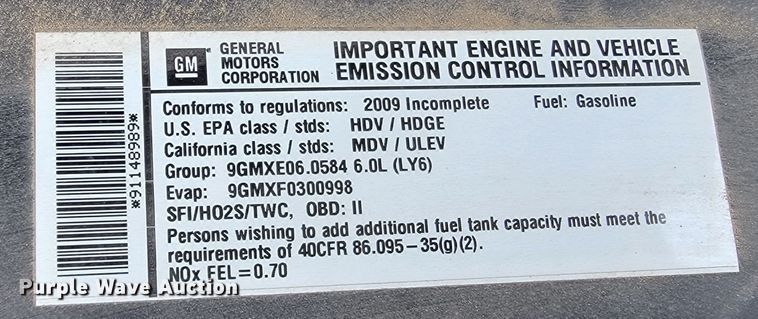 *91148989*
GM
GENERAL
MOTORS
CORPORATION
IMPORTANT ENGINE AND VEHICLE
EMISSION CONTROL INFORMATION
Conforms to regulations: 2009 Incomplete Fuel: Gasoline
U.S. EPA class / stds: HDV / HDGE
California class / stds: MDV / ULEV
Group: 9GMXE06.0584 6.0L (LY6)
Evap: 9GMXF0300998
SFI/HO2S/TWC, OBD: II
Persons wishing to add additional fuel tank capacity must meet the
requirements of 40CFR 86.095-35(g)(2).
NOx FEL=0.70
Purple Wave Auction